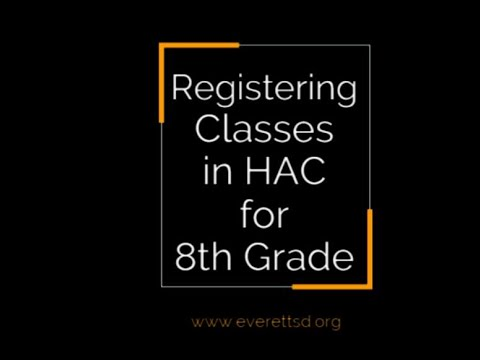 Registering
Classes
in HAC
for
8th Grade
www.everettsd.org